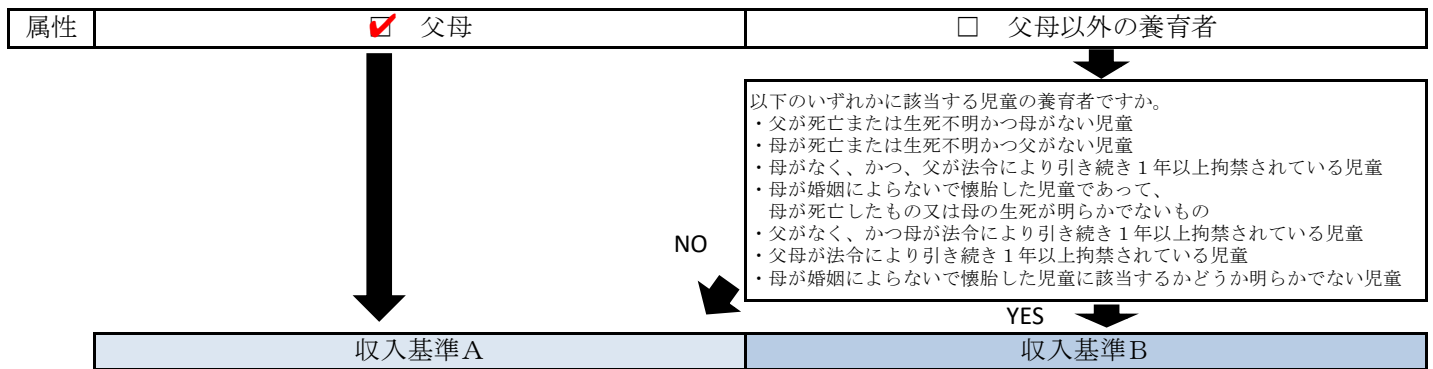 属性
☑ 父母
□ 父母以外の養育者
以下のいずれかに該当する児童の養育者ですか。
・父が死亡または生死不明かつ母がない児童
・母が死亡または生死不明かつ父がない児童
・母がなく、かつ、父が法令により引き続き１年以上拘禁されている児童
・母が婚姻によらないで懐胎した児童であって、
母が死亡したもの又は母の生死が明らかでないもの
・父がなく、かつ母が法令により引き続き１年以上拘禁されている児童
・父母が法令により引き続き１年以上拘禁されている児童
・母が婚姻によらないで懐胎した児童に該当するかどうか明らかでない児童
NO
YES
収入基準Ａ
収入基準Ｂ